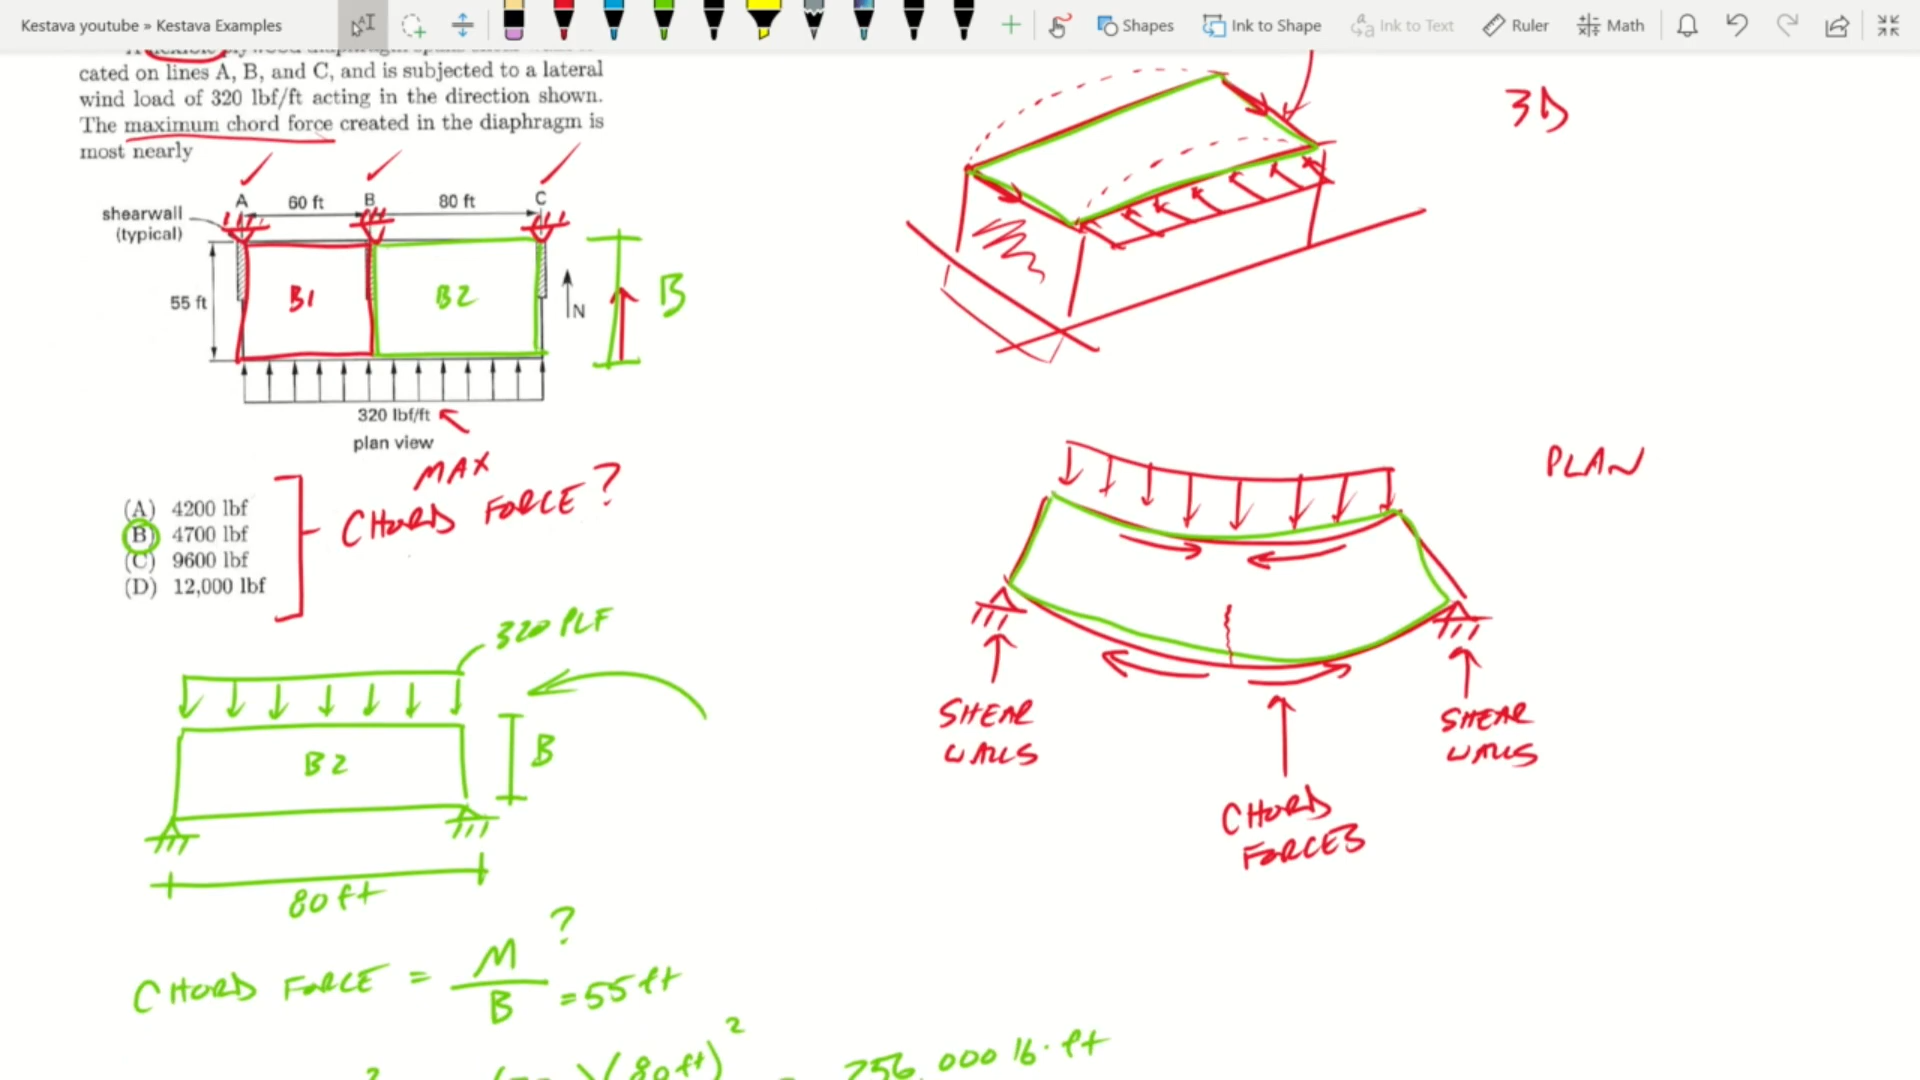 Kestava youtube » Kestava Examples
Shapes
Ink to Shape
Ink to Text
Ruler
Math
cated on lines A, B, and C, and is subjected to a lateral
wind load of 320 lbf/ft acting in the direction shown.
The maximum chord force created in the diaphragm is
most nearly
A 60 ft B 80 ft C
shearwall
(typical)
55 ft
B1
B2
N
B
320 lbf/ft
plan view
(A) 4200 lbf
(B) 4700 lbf
(C) 9600 lbf
(D) 12,000 lbf
MAX
CHORD FORCE?
320 PLF
B2
B
80 ft
CHORD FORCE = M ?
B = 55 ft
(80 ft)²
= 256,000 lb·ft
3D
PLAN
SHEAR
WALLS
SHEAR
WALLS
CHORD
FORCES